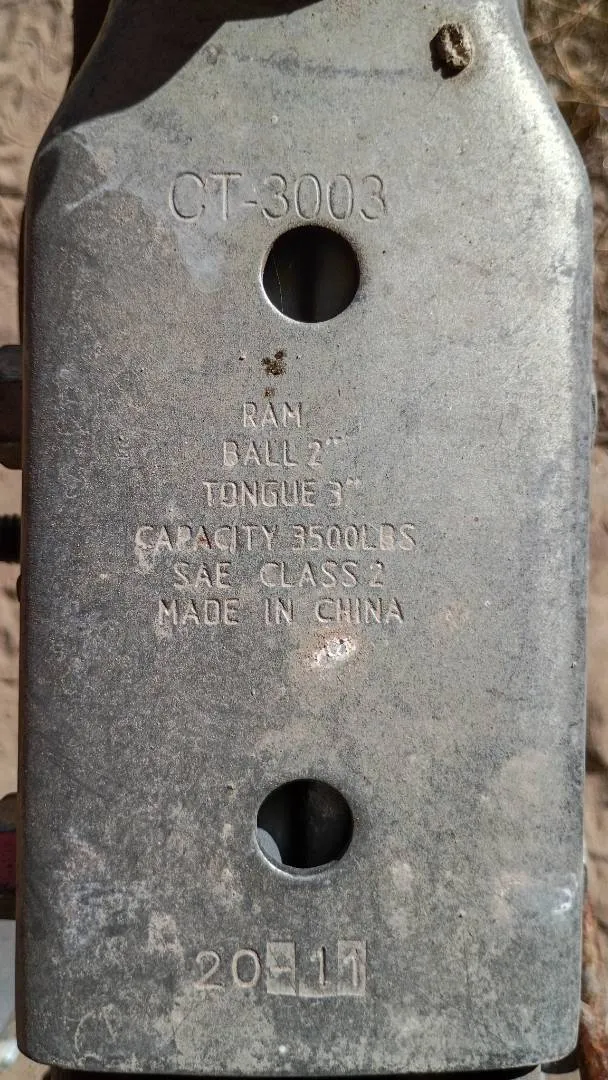 CT-3003
RAM
BALL 2"
TONGUE 3"
CAPACITY 3500LBS
SAE CLASS 2
MADE IN CHINA
20-11